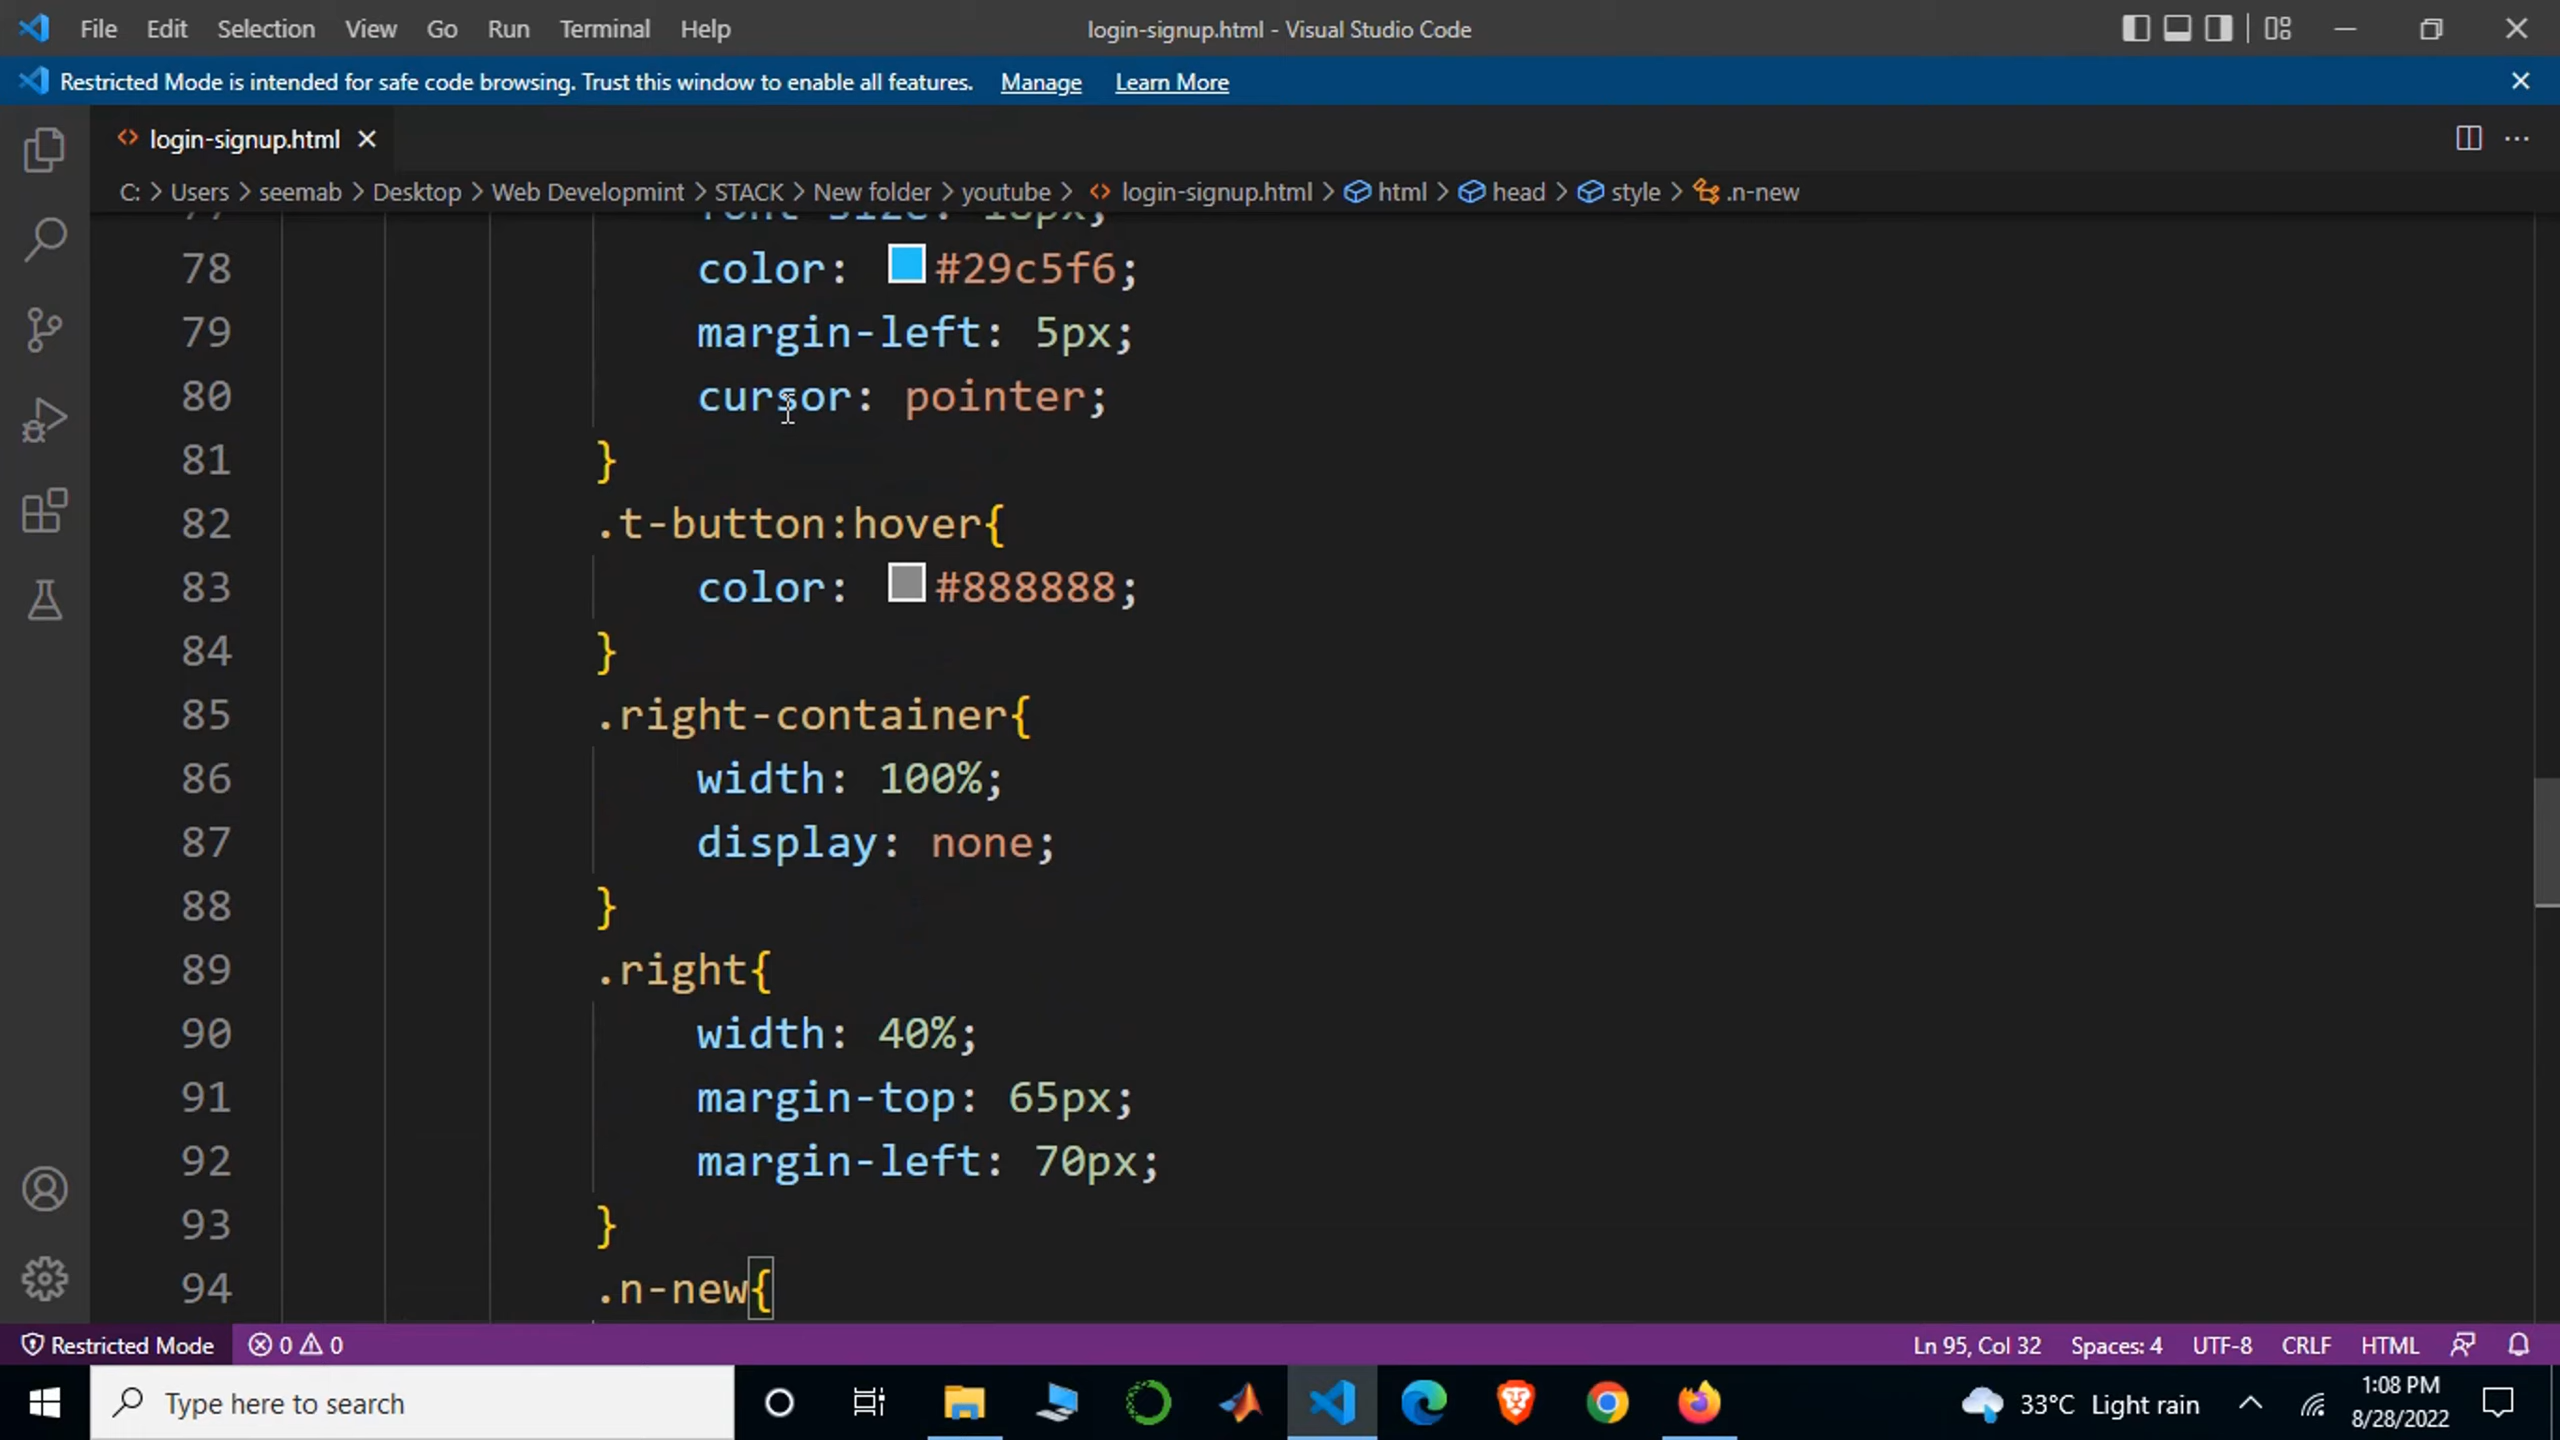 File Edit Selection View Go Run Terminal Help login-signup.html - Visual Studio Code
Restricted Mode is intended for safe code browsing. Trust this window to enable all features. Manage Learn More
login-signup.html
C: > Users > seemab > Desktop > Web Developmint > STACK > New folder > youtube > login-signup.html > html > head > style > .n-new
78 color: #29c5f6;
79 margin-left: 5px;
80 cursor: pointer;
81 }
82 .t-button:hover{
83 color: #888888;
84 }
85 .right-container{
86 width: 100%;
87 display: none;
88 }
89 .right{
90 width: 40%;
91 margin-top: 65px;
92 margin-left: 70px;
93 }
94 .n-new{
Restricted Mode 0 0 Ln 95, Col 32 Spaces: 4 UTF-8 CRLF HTML
Type here to search 33°C Light rain 1:08 PM
8/28/2022